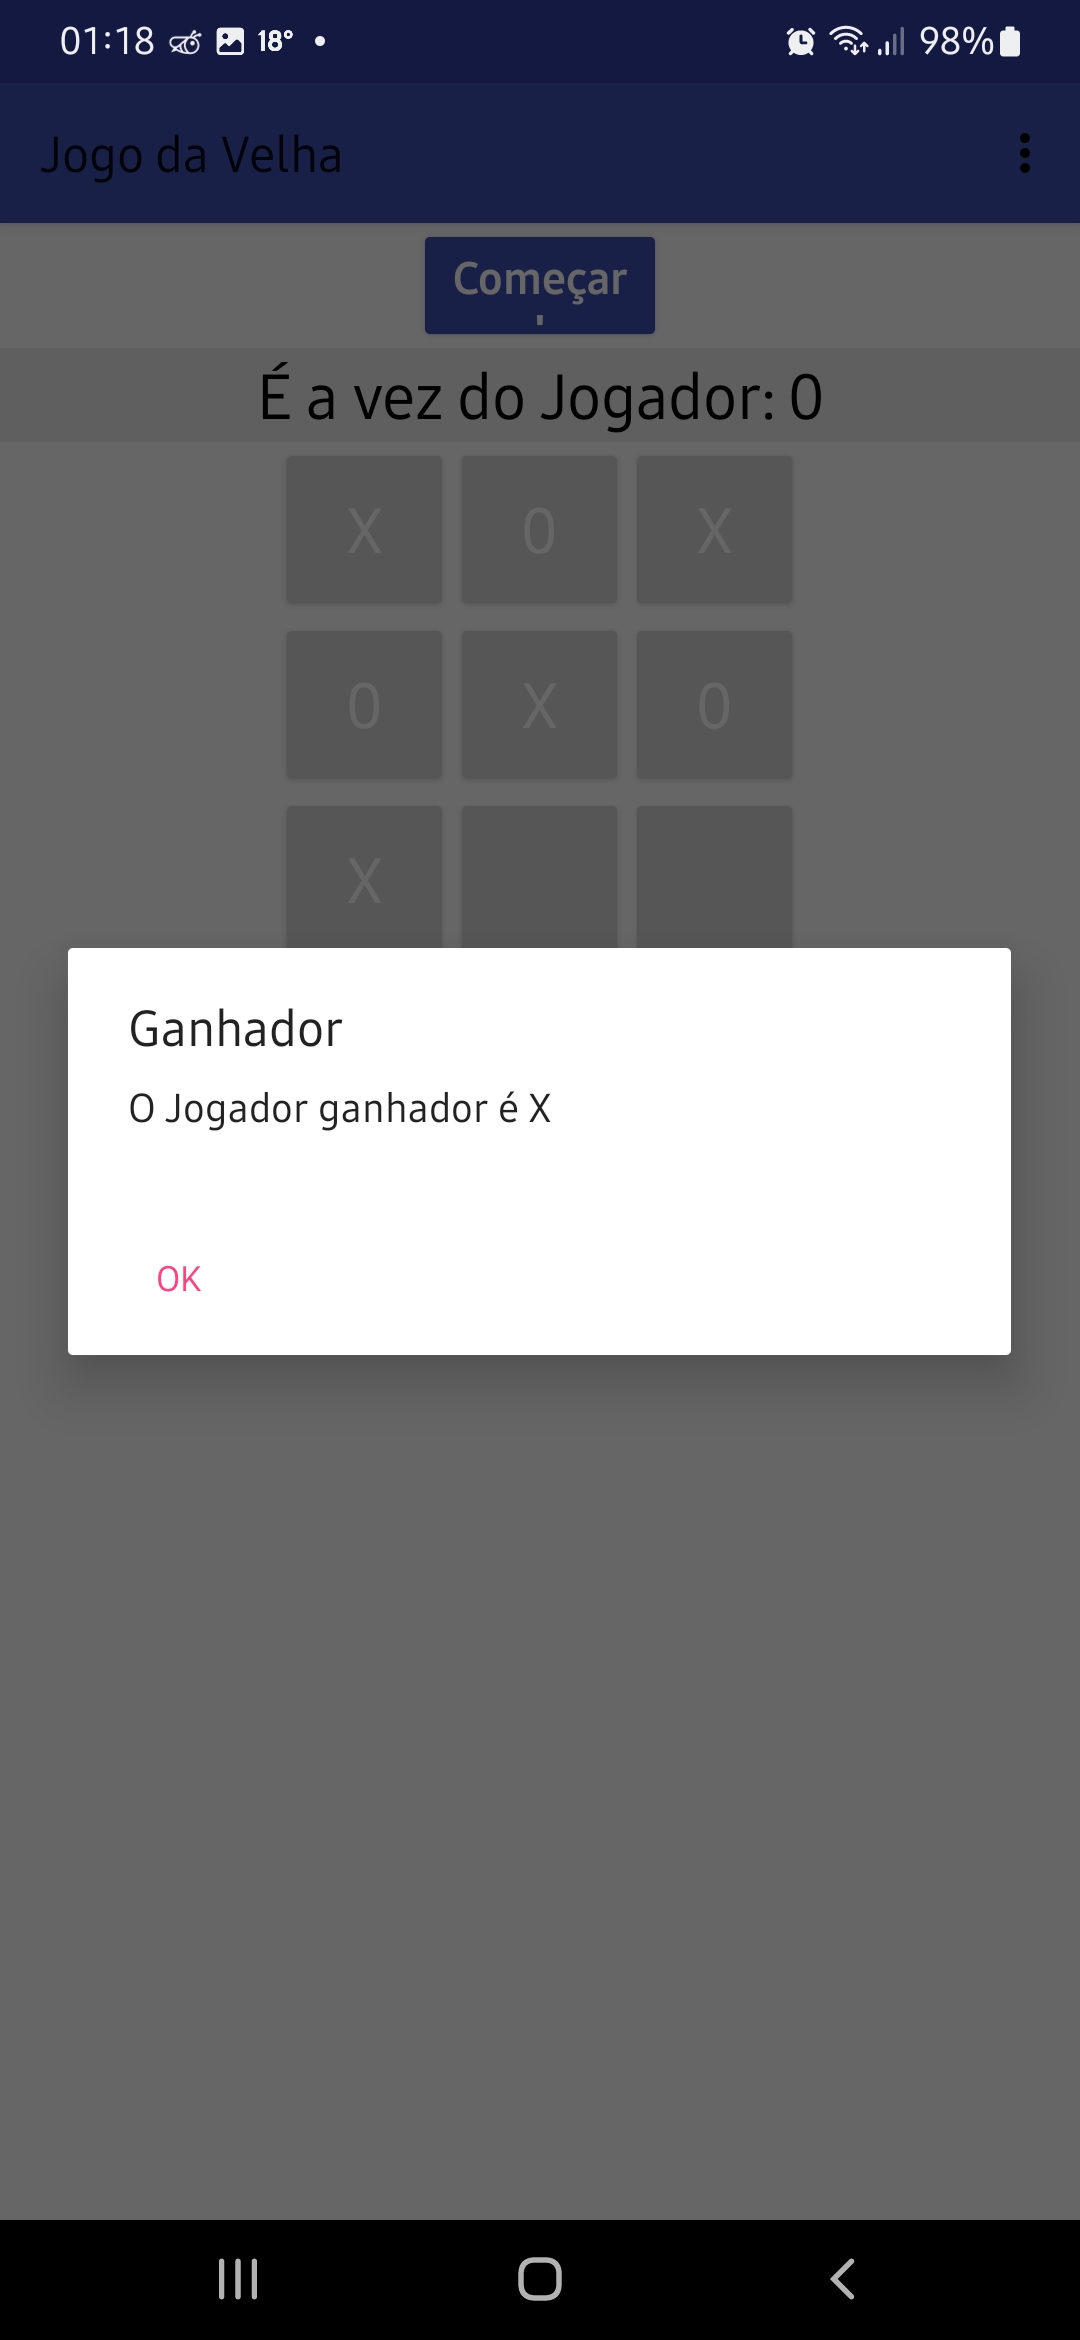 01:18 18° 98%
Jogo da Velha
Começar
É a vez do Jogador: 0
X 0 X
0 X 0
X
Ganhador
O Jogador ganhador é X
OK